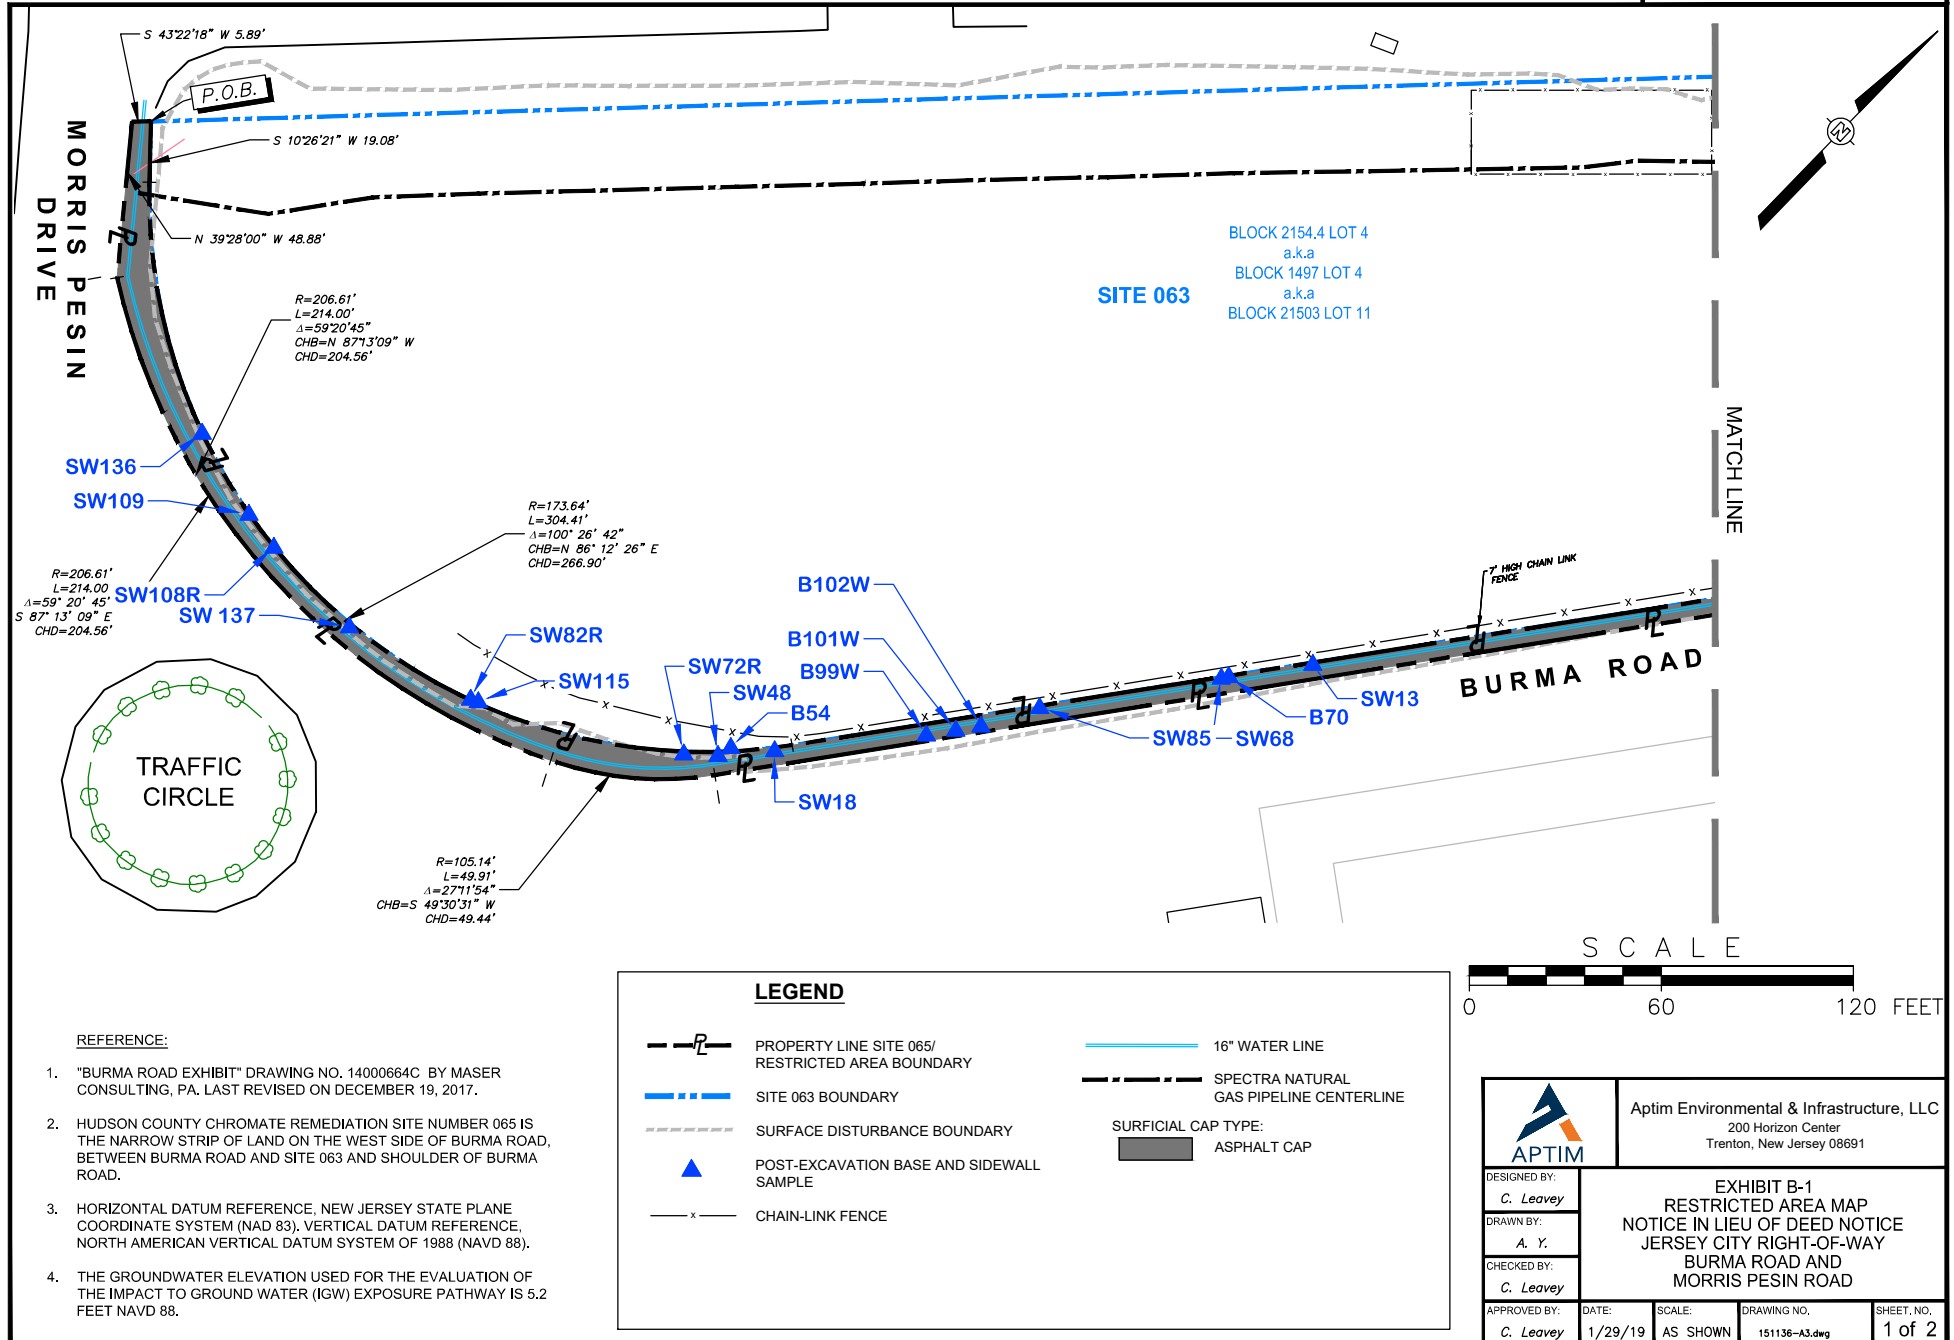 S 43°22'18" W 5.89'
P.O.B.
S 10°26'21" W 19.08'
N 39°28'00" W 48.88'
MORRIS PESIN
DRIVE
PL
R=206.61'
L=214.00'
Δ=59°20'45"
CHB=N 87°13'09" W
CHD=204.56'
BLOCK 2154.4 LOT 4
a.k.a
BLOCK 1497 LOT 4
a.k.a
BLOCK 21503 LOT 11
SITE 063
N
MATCH LINE
SW136
SW109
PL
R=173.64'
L=304.41'
Δ=100° 26' 42"
CHB=N 86° 12' 26" E
CHD=266.90'
R=206.61'
L=214.00
Δ=59° 20' 45'
S 87° 13' 09" E
CHD=204.56'
SW108R
SW 137
PL
SW82R
SW115
SW72R
SW48
B54
B102W
B101W
B99W
7' HIGH CHAIN LINK
FENCE
PL
PL
PL
PL
PL
PL
BURMA ROAD
SW13
B70
SW85
SW68
SW18
TRAFFIC
CIRCLE
R=105.14'
L=49.91'
Δ=27°11'54"
CHB=S 49°30'31" W
CHD=49.44'
SCALE
0 60 120 FEET
REFERENCE:
1. "BURMA ROAD EXHIBIT" DRAWING NO. 14000664C BY MASER
CONSULTING, PA. LAST REVISED ON DECEMBER 19, 2017.
2. HUDSON COUNTY CHROMATE REMEDIATION SITE NUMBER 065 IS
THE NARROW STRIP OF LAND ON THE WEST SIDE OF BURMA ROAD,
BETWEEN BURMA ROAD AND SITE 063 AND SHOULDER OF BURMA
ROAD.
3. HORIZONTAL DATUM REFERENCE, NEW JERSEY STATE PLANE
COORDINATE SYSTEM (NAD 83). VERTICAL DATUM REFERENCE,
NORTH AMERICAN VERTICAL DATUM SYSTEM OF 1988 (NAVD 88).
4. THE GROUNDWATER ELEVATION USED FOR THE EVALUATION OF
THE IMPACT TO GROUND WATER (IGW) EXPOSURE PATHWAY IS 5.2
FEET NAVD 88.
LEGEND
PL PROPERTY LINE SITE 065/
RESTRICTED AREA BOUNDARY
SITE 063 BOUNDARY
SURFACE DISTURBANCE BOUNDARY
POST-EXCAVATION BASE AND SIDEWALL
SAMPLE
x CHAIN-LINK FENCE
16" WATER LINE
SPECTRA NATURAL
GAS PIPELINE CENTERLINE
SURFICIAL CAP TYPE:
ASPHALT CAP
APTIM
Aptim Environmental & Infrastructure, LLC
200 Horizon Center
Trenton, New Jersey 08691
DESIGNED BY:
C. Leavey
DRAWN BY:
A. Y.
CHECKED BY:
C. Leavey
APPROVED BY:
C. Leavey
EXHIBIT B-1
RESTRICTED AREA MAP
NOTICE IN LIEU OF DEED NOTICE
JERSEY CITY RIGHT-OF-WAY
BURMA ROAD AND
MORRIS PESIN ROAD
DATE:
1/29/19
SCALE:
AS SHOWN
DRAWING NO.
151136-A3.dwg
SHEET. NO.
1 of 2